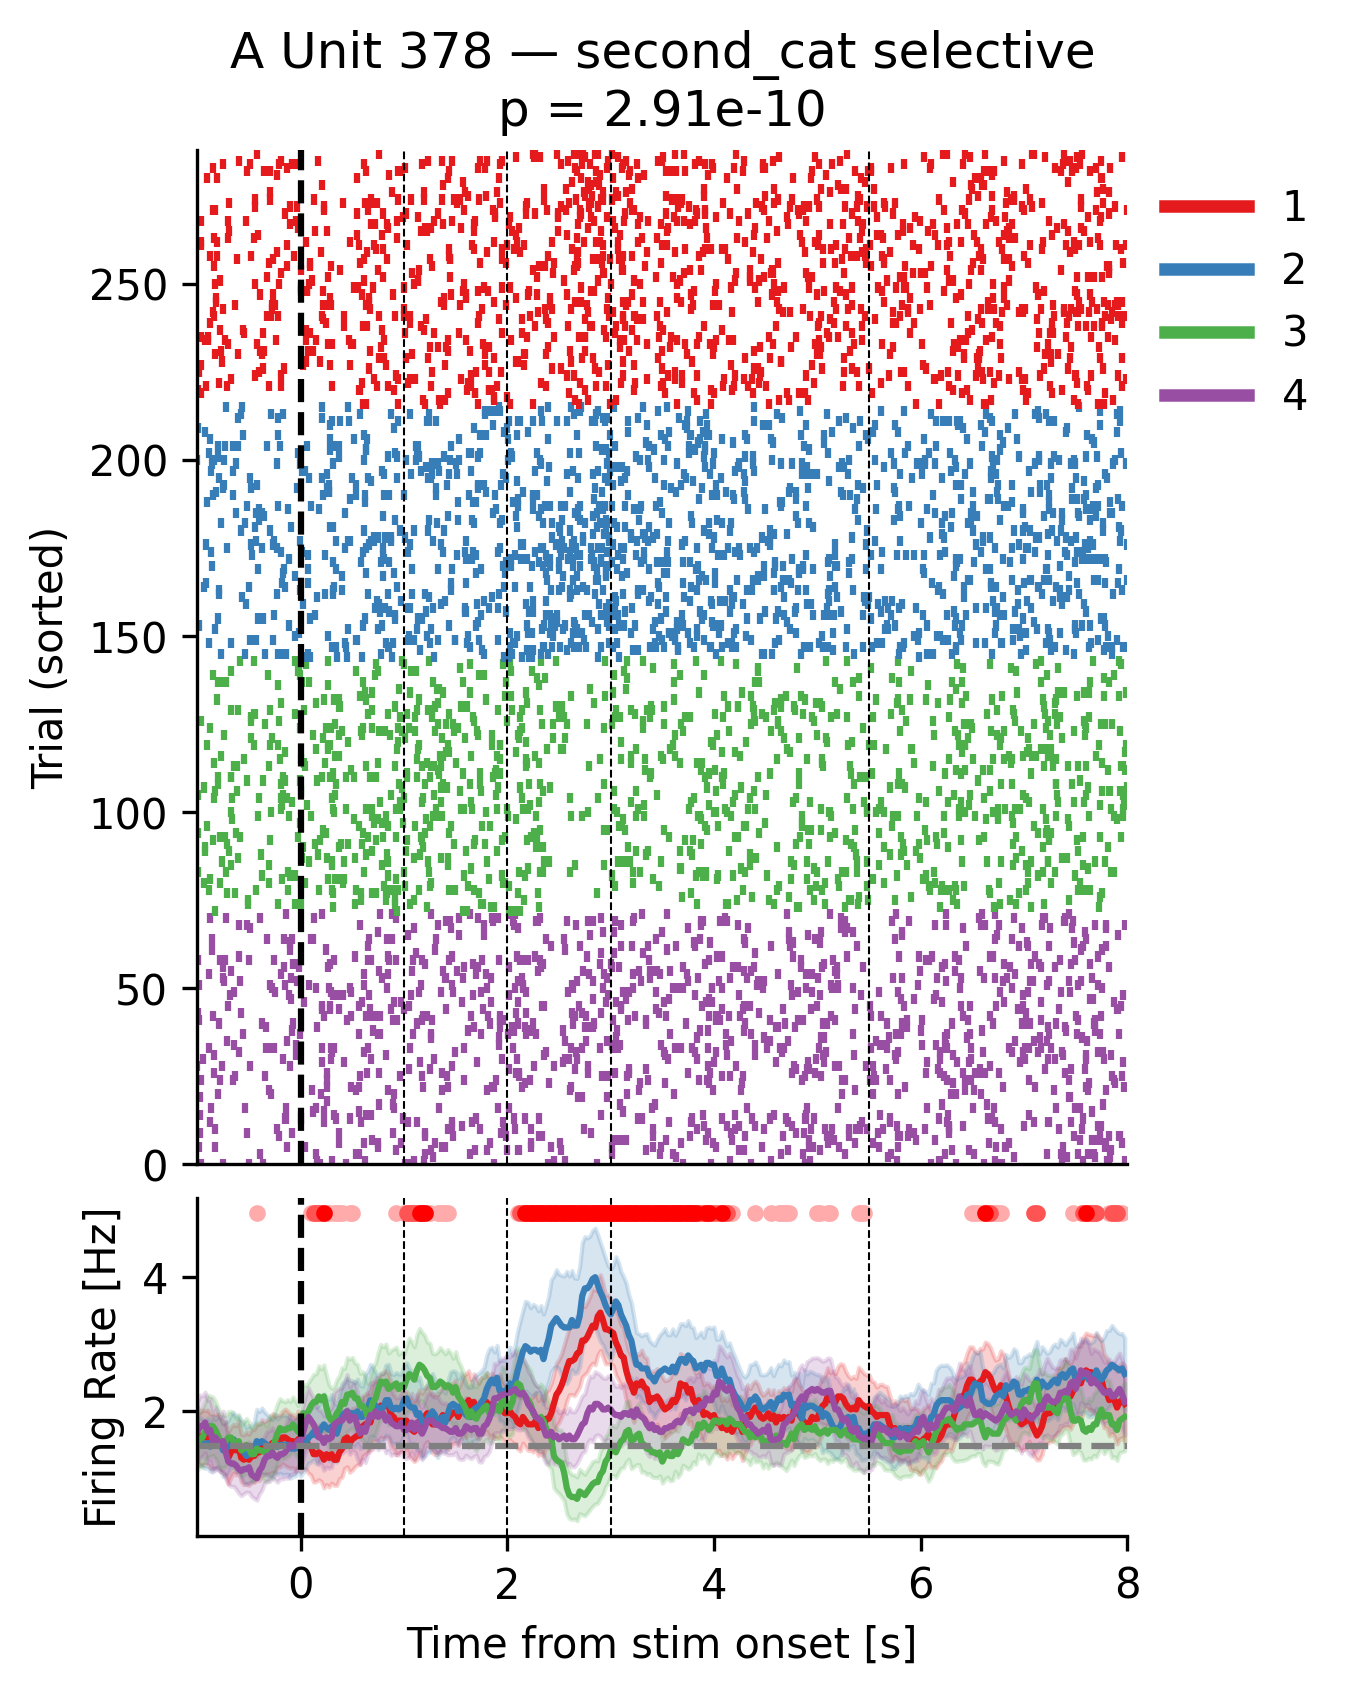 A Unit 378 — second_cat selective
p = 2.91e-10
1
2
3
4
Trial (sorted)
250
200
150
100
50
0
Firing Rate [Hz]
4
2
0 2 4 6 8
Time from stim onset [s]